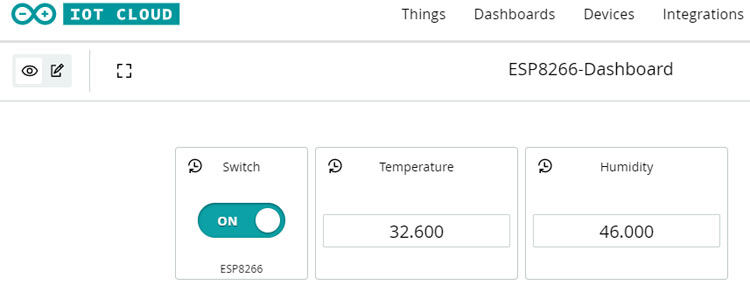 IOT CLOUD
Things Dashboards Devices Integrations
ESP8266-Dashboard
Switch
ON
ESP8266
Temperature
32.600
Humidity
46.000